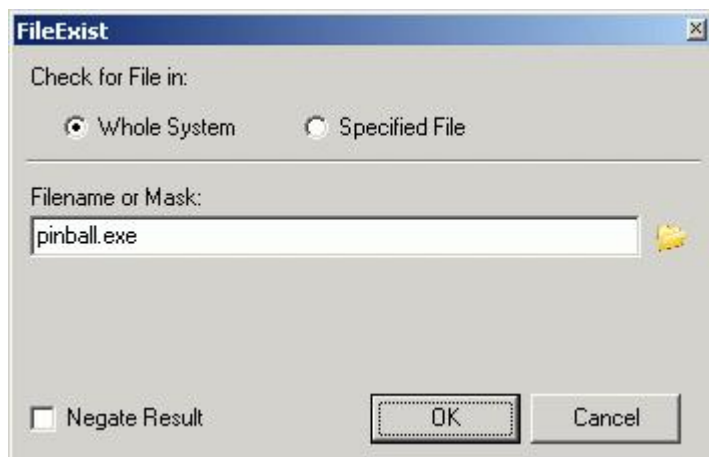 FileExist
Check for File in:
Whole System Specified File
Filename or Mask:
pinball.exe
Negate Result OK Cancel